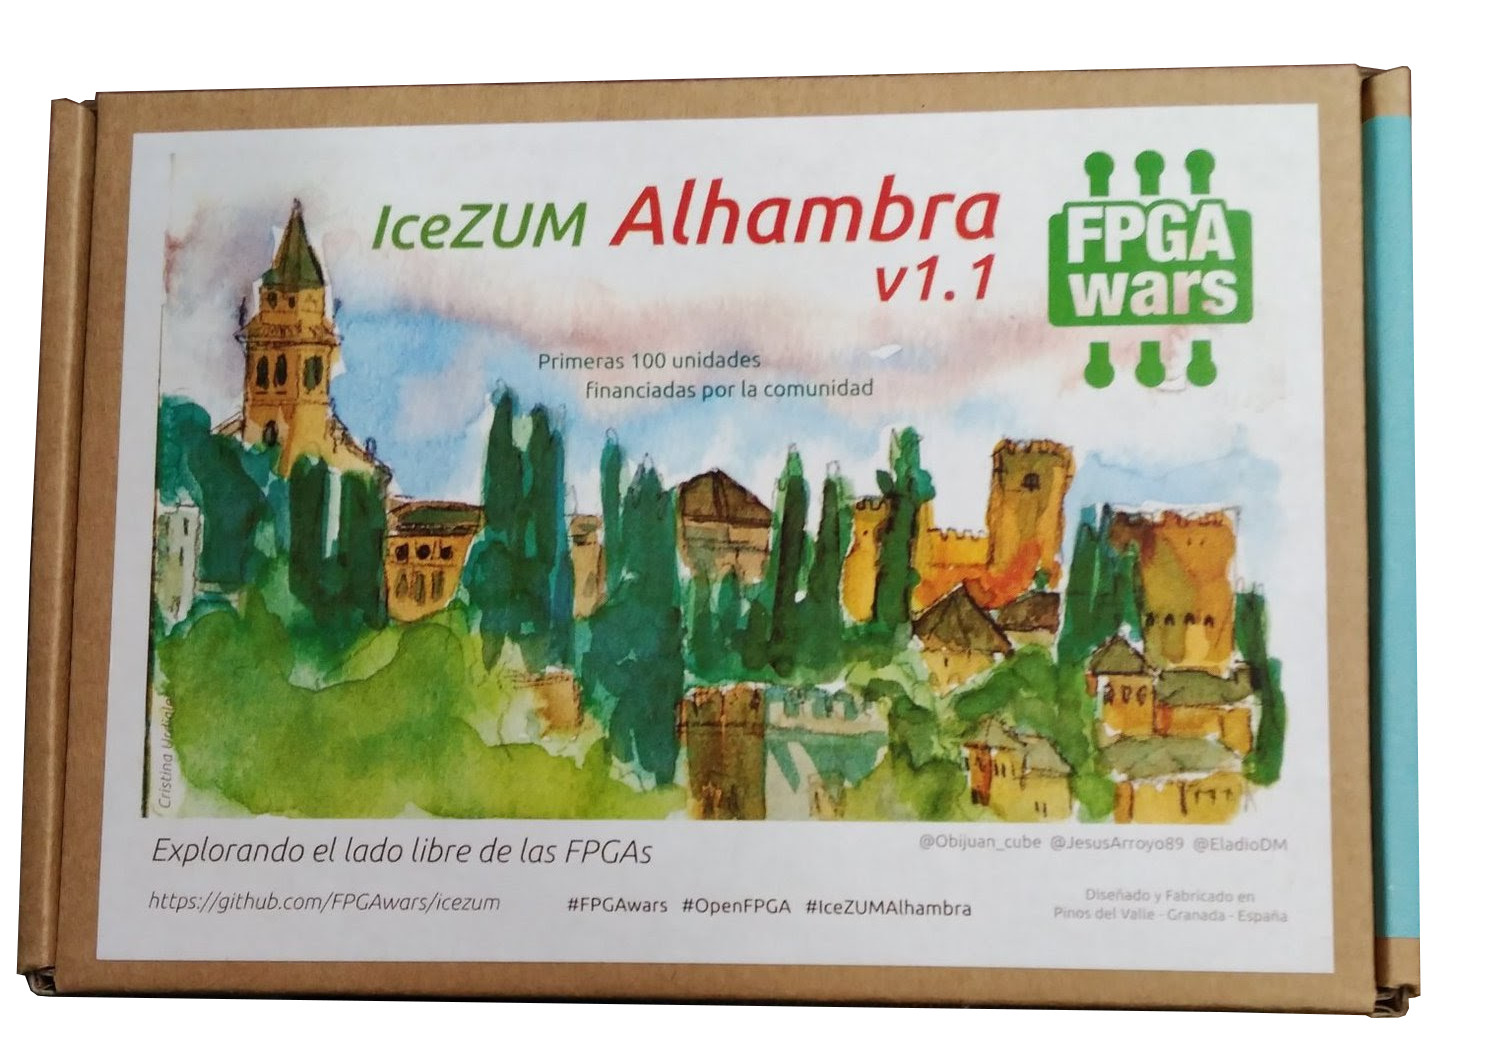 IceZUM Alhambra
v1.1
FPGA
wars
Primeras 100 unidades
financiadas por la comunidad
Cristina Urdiales
Explorando el lado libre de las FPGAs
@Obijuan_cube @JesusArroyo89 @EladioDM
https://github.com/FPGAwars/icezum
#FPGAwars #OpenFPGA #IceZUMAlhambra
Diseñado y Fabricado en
Pinos del Valle - Granada - España